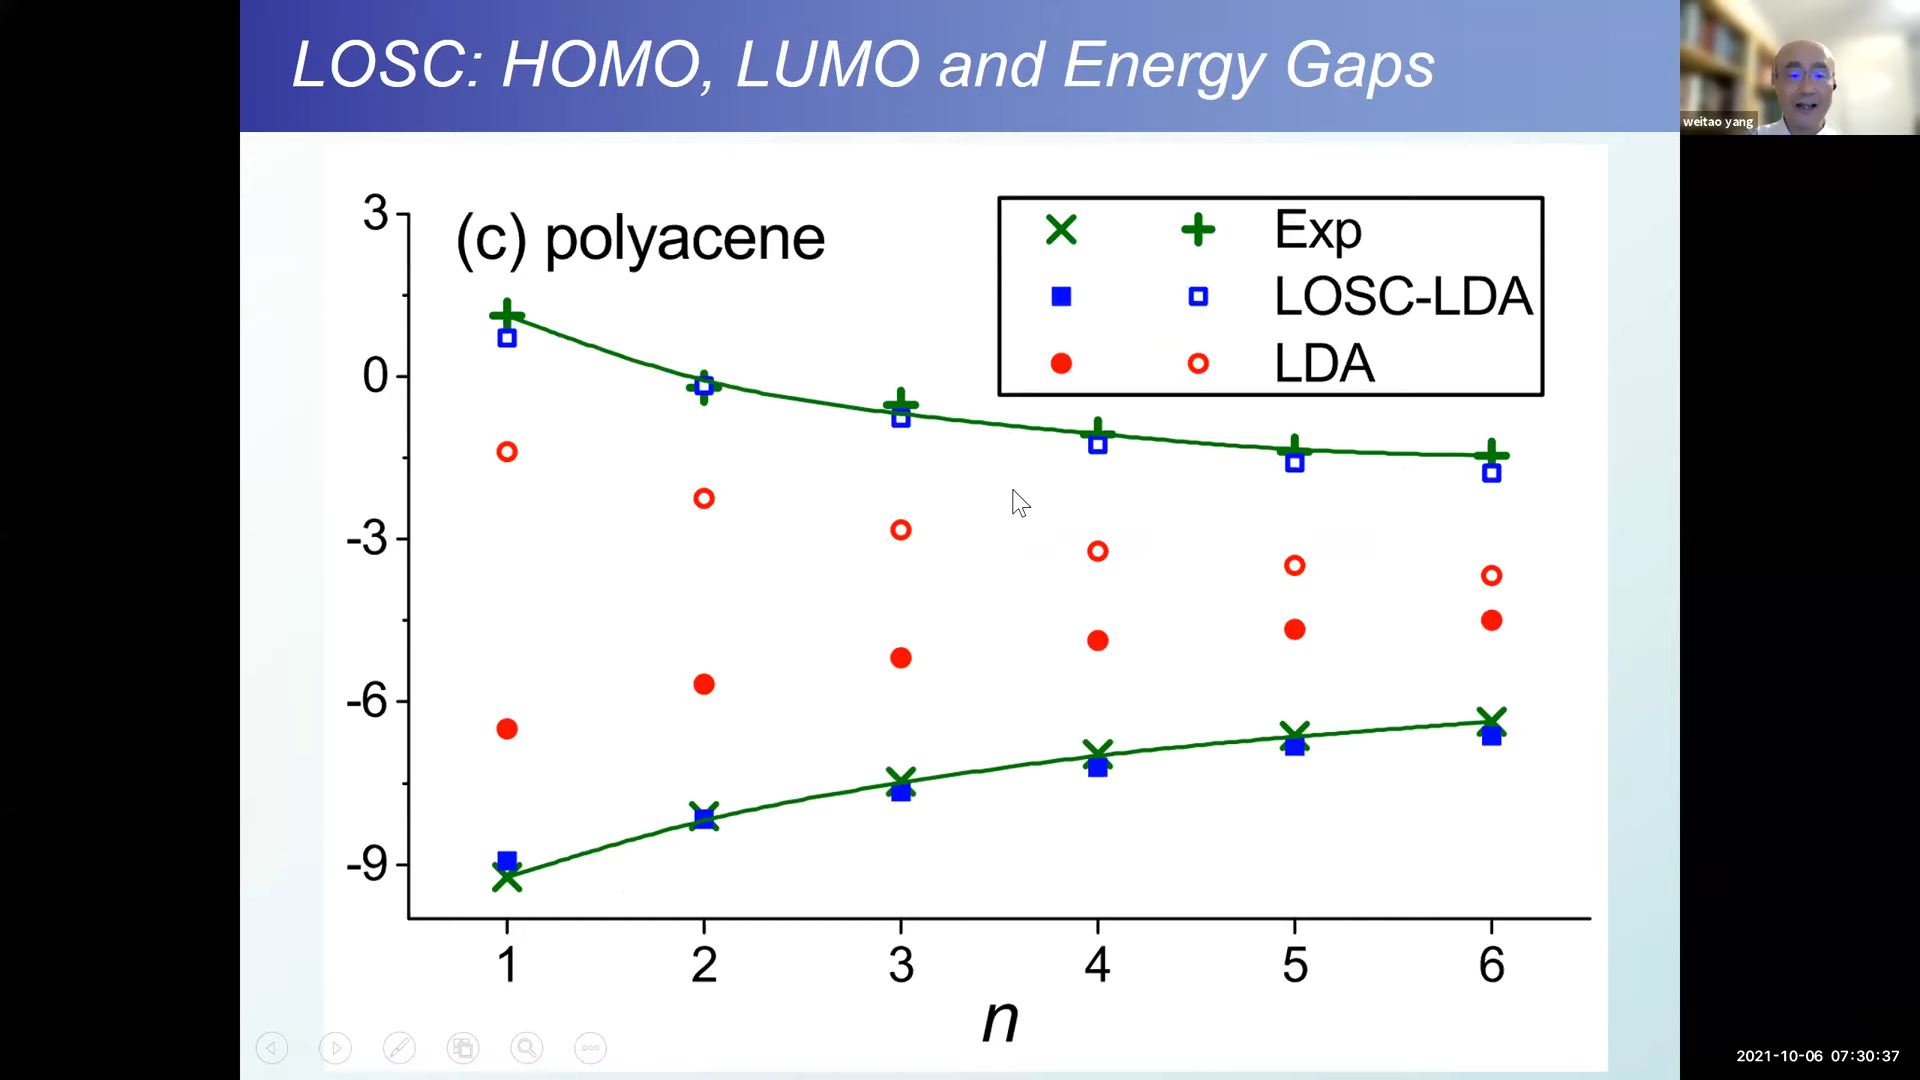 LOSC: HOMO, LUMO and Energy Gaps
weitao yang
(c) polyacene
Exp
LOSC-LDA
LDA
3
0
-3
-6
-9
1 2 3 4 5 6
n
2021-10-06 07:30:37